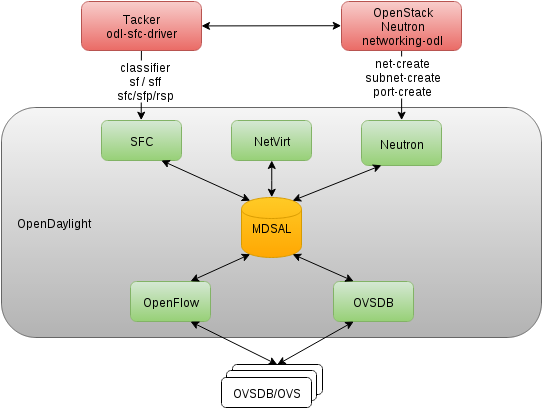 Tacker
odl-sfc-driver
OpenStack
Neutron
networking-odl
classifier
sf / sff
sfc/sfp/rsp
net-create
subnet-create
port-create
SFC
NetVirt
Neutron
OpenDaylight
MDSAL
OpenFlow
OVSDB
OVSDB/OVS